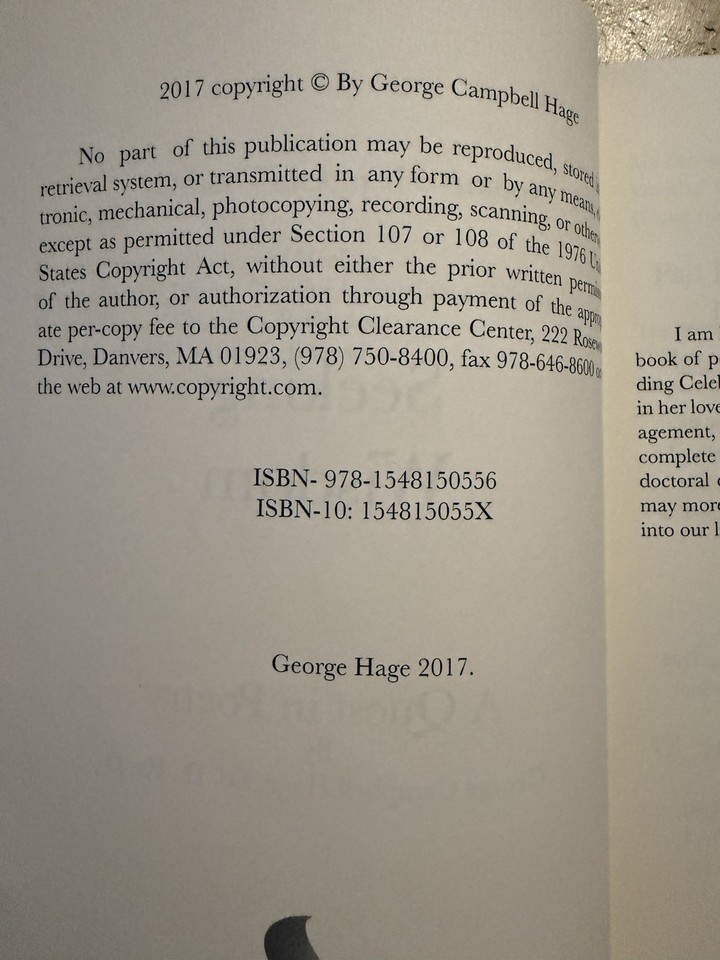 2017 copyright © By George Campbell Hage
No part of this publication may be reproduced, stored
retrieval system, or transmitted in any form or by any means,
tronic, mechanical, photocopying, recording, scanning, or other
except as permitted under Section 107 or 108 of the 1976
States Copyright Act, without either the prior written
of the author, or authorization through payment of the
ate per-copy fee to the Copyright Clearance Center, 222
Drive, Danvers, MA 01923, (978) 750-8400, fax 978-646-8600
the web at www.copyright.com.
ISBN- 978-1548150556
ISBN-10: 154815055X
George Hage 2017.
I am
book of
ding
in her love
agement,
complete
doctoral
may more
into our